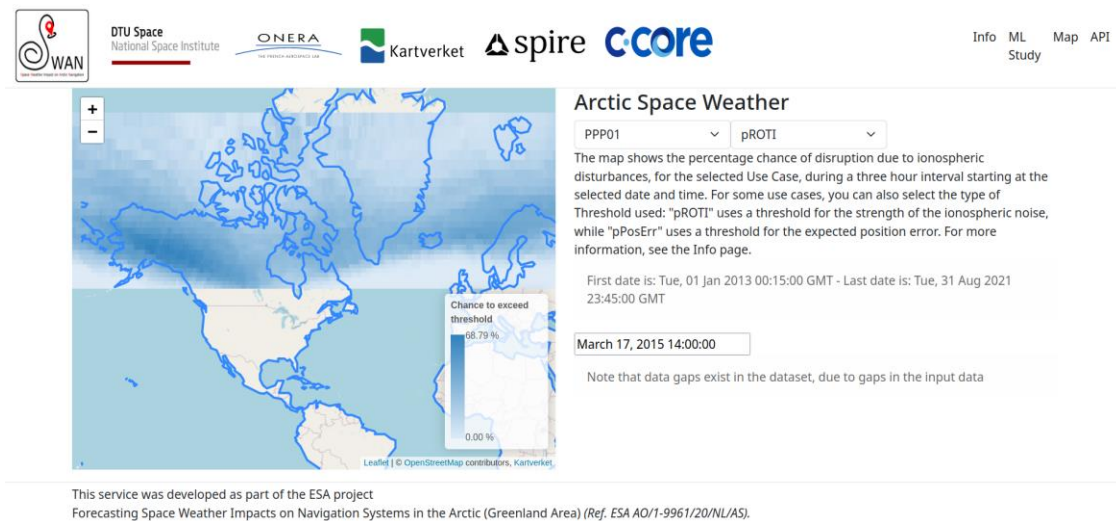 WAN
DTU Space
National Space Institute
ONERA
THE FRENCH AEROSPACE LAB
Kartverket
spire
C·CORE
Info ML Study Map API
+
−
Arctic Space Weather
PPP01 pROTI
The map shows the percentage chance of disruption due to ionospheric
disturbances, for the selected Use Case, during a three hour interval starting at the
selected date and time. For some use cases, you can also select the type of
Threshold used: "pROTI" uses a threshold for the strength of the ionospheric noise,
while "pPosErr" uses a threshold for the expected position error. For more
information, see the Info page.
First date is: Tue, 01 Jan 2013 00:15:00 GMT - Last date is: Tue, 31 Aug 2021
23:45:00 GMT
March 17, 2015 14:00:00
Note that data gaps exist in the dataset, due to gaps in the input data
Chance to exceed
threshold
68.79 %
0.00 %
Leaflet | © OpenStreetMap contributors, Kartverket
This service was developed as part of the ESA project
Forecasting Space Weather Impacts on Navigation Systems in the Arctic (Greenland Area) (Ref. ESA AO/1-9961/20/NL/AS).